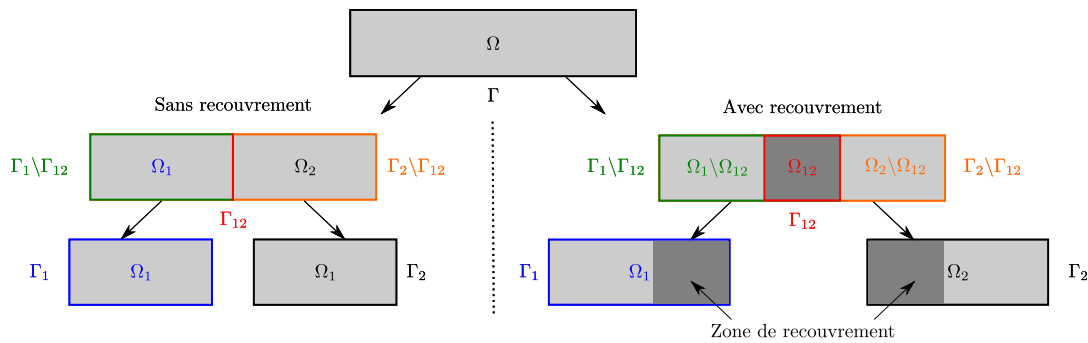 Ω
Γ
Sans recouvrement
Avec recouvrement
Γ₁\Γ₁₂
Ω₁
Ω₂
Γ₂\Γ₁₂
Γ₁₂
Γ₁
Ω₁
Ω₁
Γ₂
Γ₁\Γ₁₂
Ω₁\Ω₁₂
Ω₁₂
Ω₂\Ω₁₂
Γ₂\Γ₁₂
Γ₁₂
Γ₁
Ω₁
Ω₂
Γ₂
Zone de recouvrement